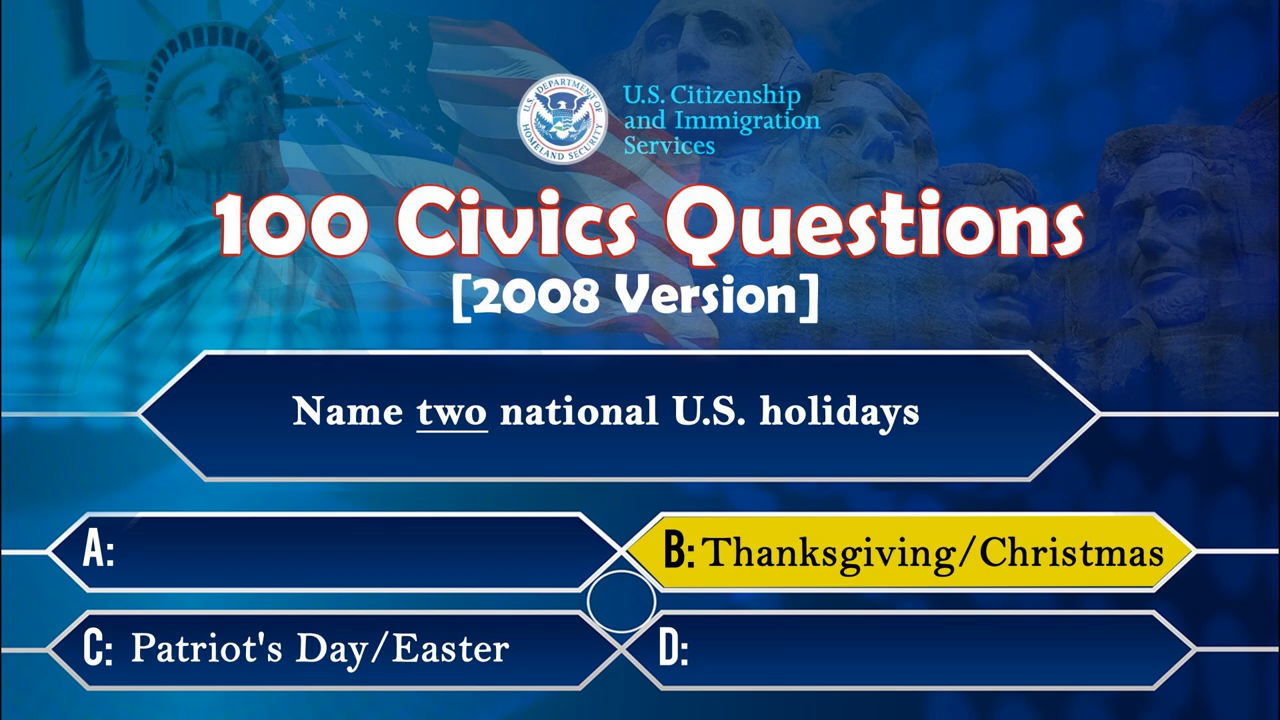 U.S. DEPARTMENT OF HOMELAND SECURITY
U.S. Citizenship
and Immigration
Services
100 Civics Questions
[2008 Version]
Name two national U.S. holidays
A:
B: Thanksgiving/Christmas
C: Patriot's Day/Easter
D: